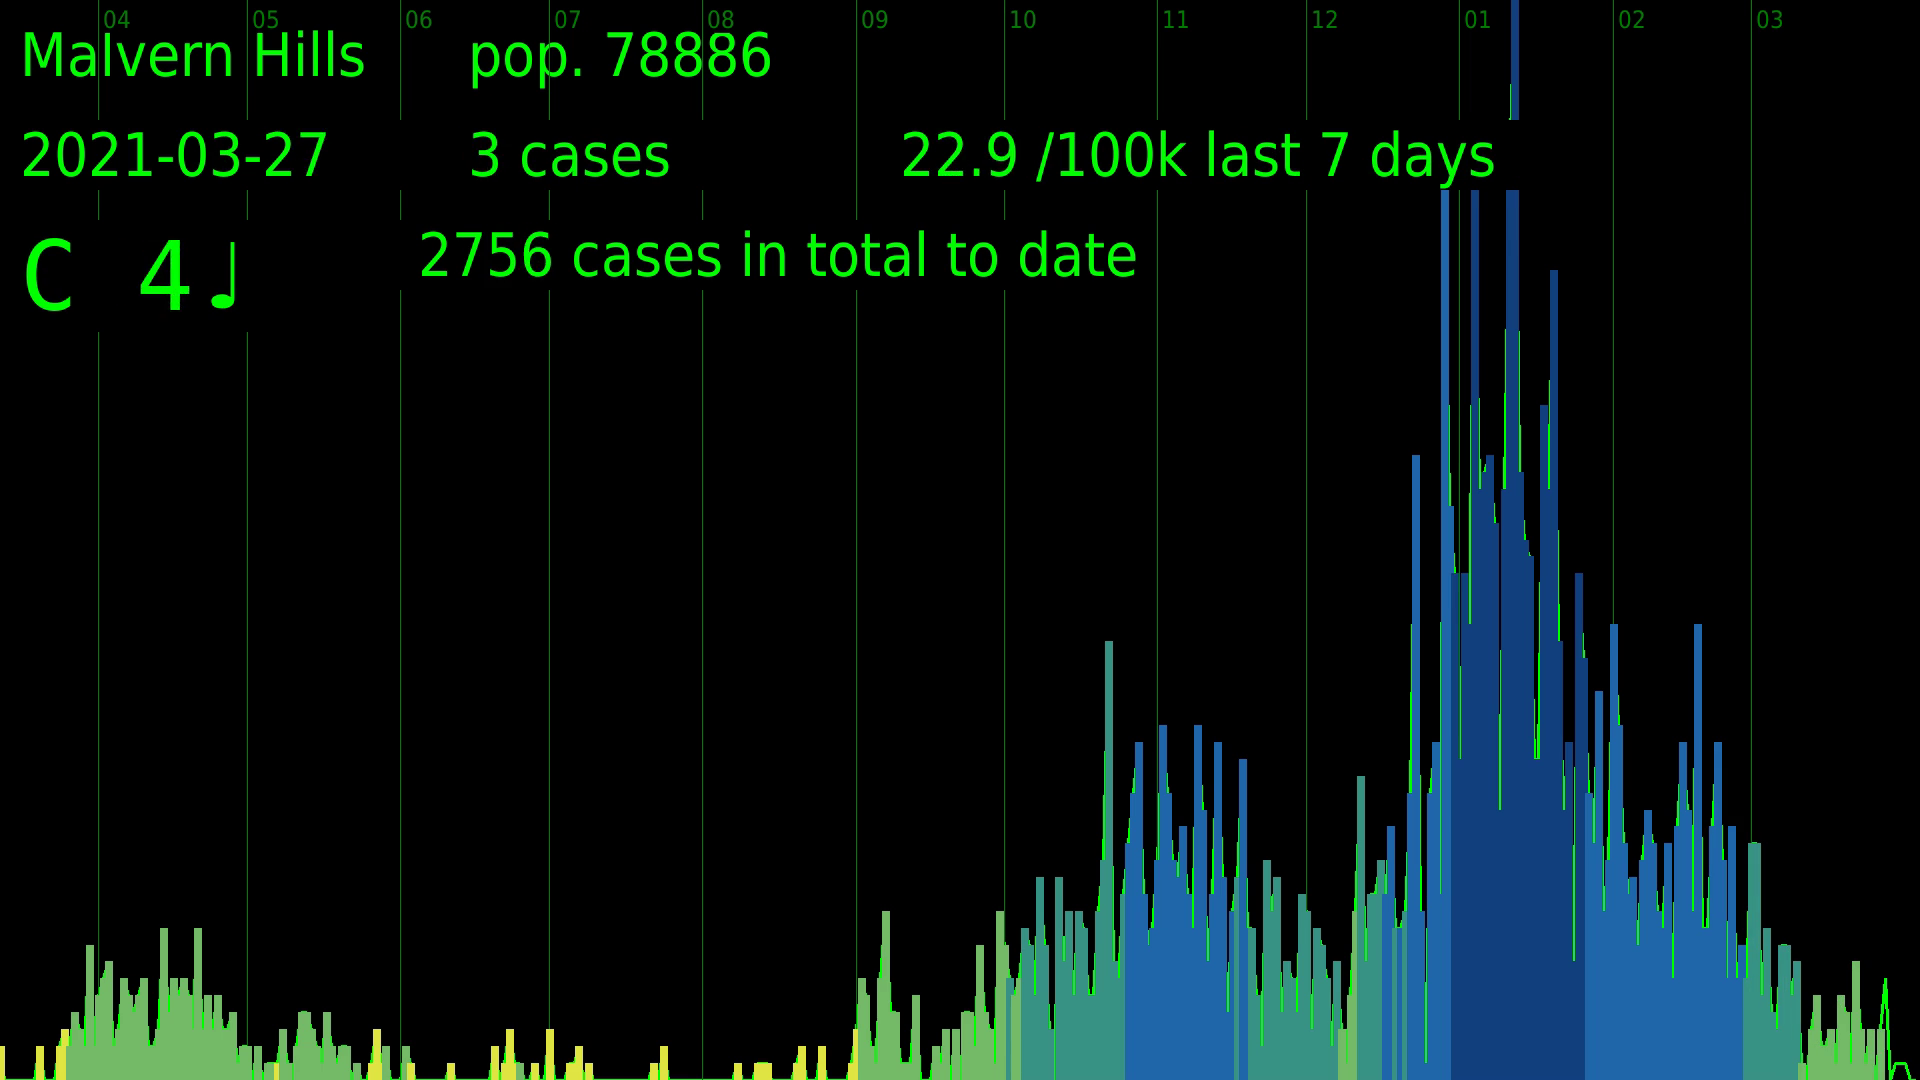 04 05 06 07 08 09 10 11 12 01 02 03
Malvern Hills pop. 78886
2021-03-27 3 cases 22.9 /100k last 7 days
C 4♩ 2756 cases in total to date